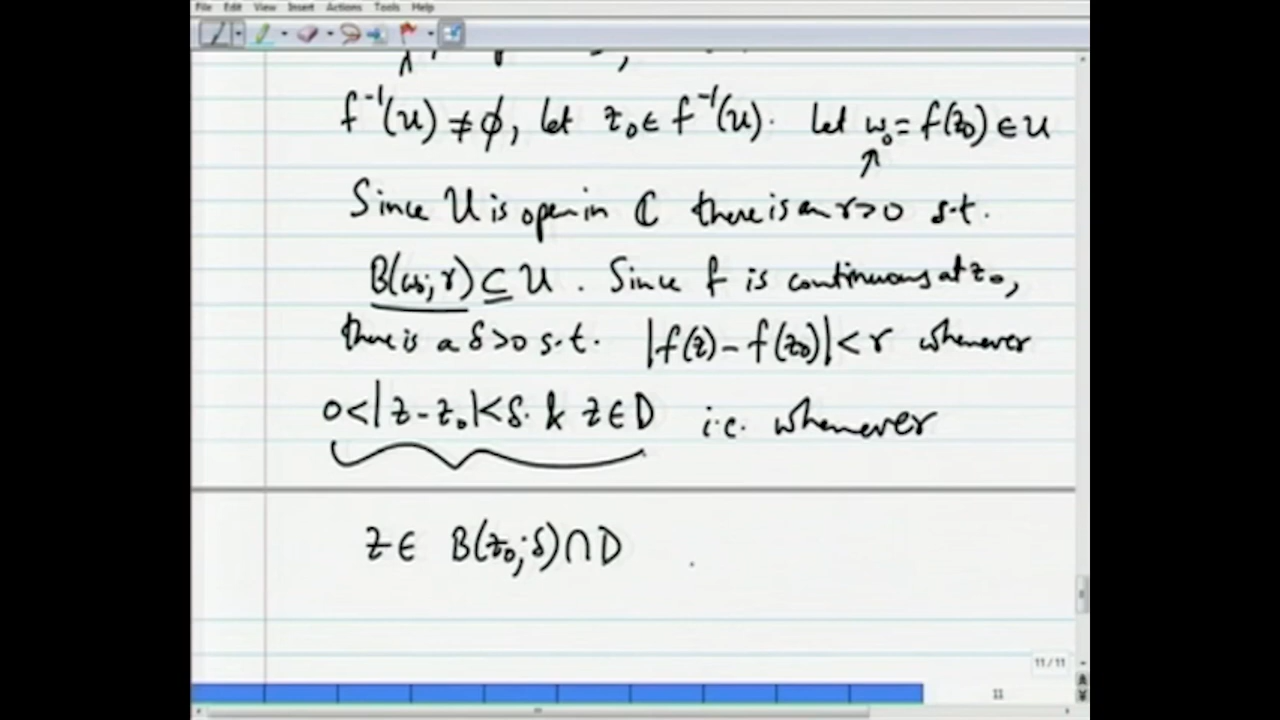 File Edit View Insert Actions Tools Help
f⁻¹(U) ≠ ϕ, let z₀ ∈ f⁻¹(U). Let w₀ = f(z₀) ∈ U
Since U is open in ℂ there is an r>0 s.t.
B(w₀; r) ⊆ U. Since f is continuous at z₀,
there is a δ>0 s.t. |f(z) - f(z₀)| < r whenever
0<|z - z₀|<δ. & z∈D i.e. whenever
z∈ B(z₀; δ)∩D
11/11
11